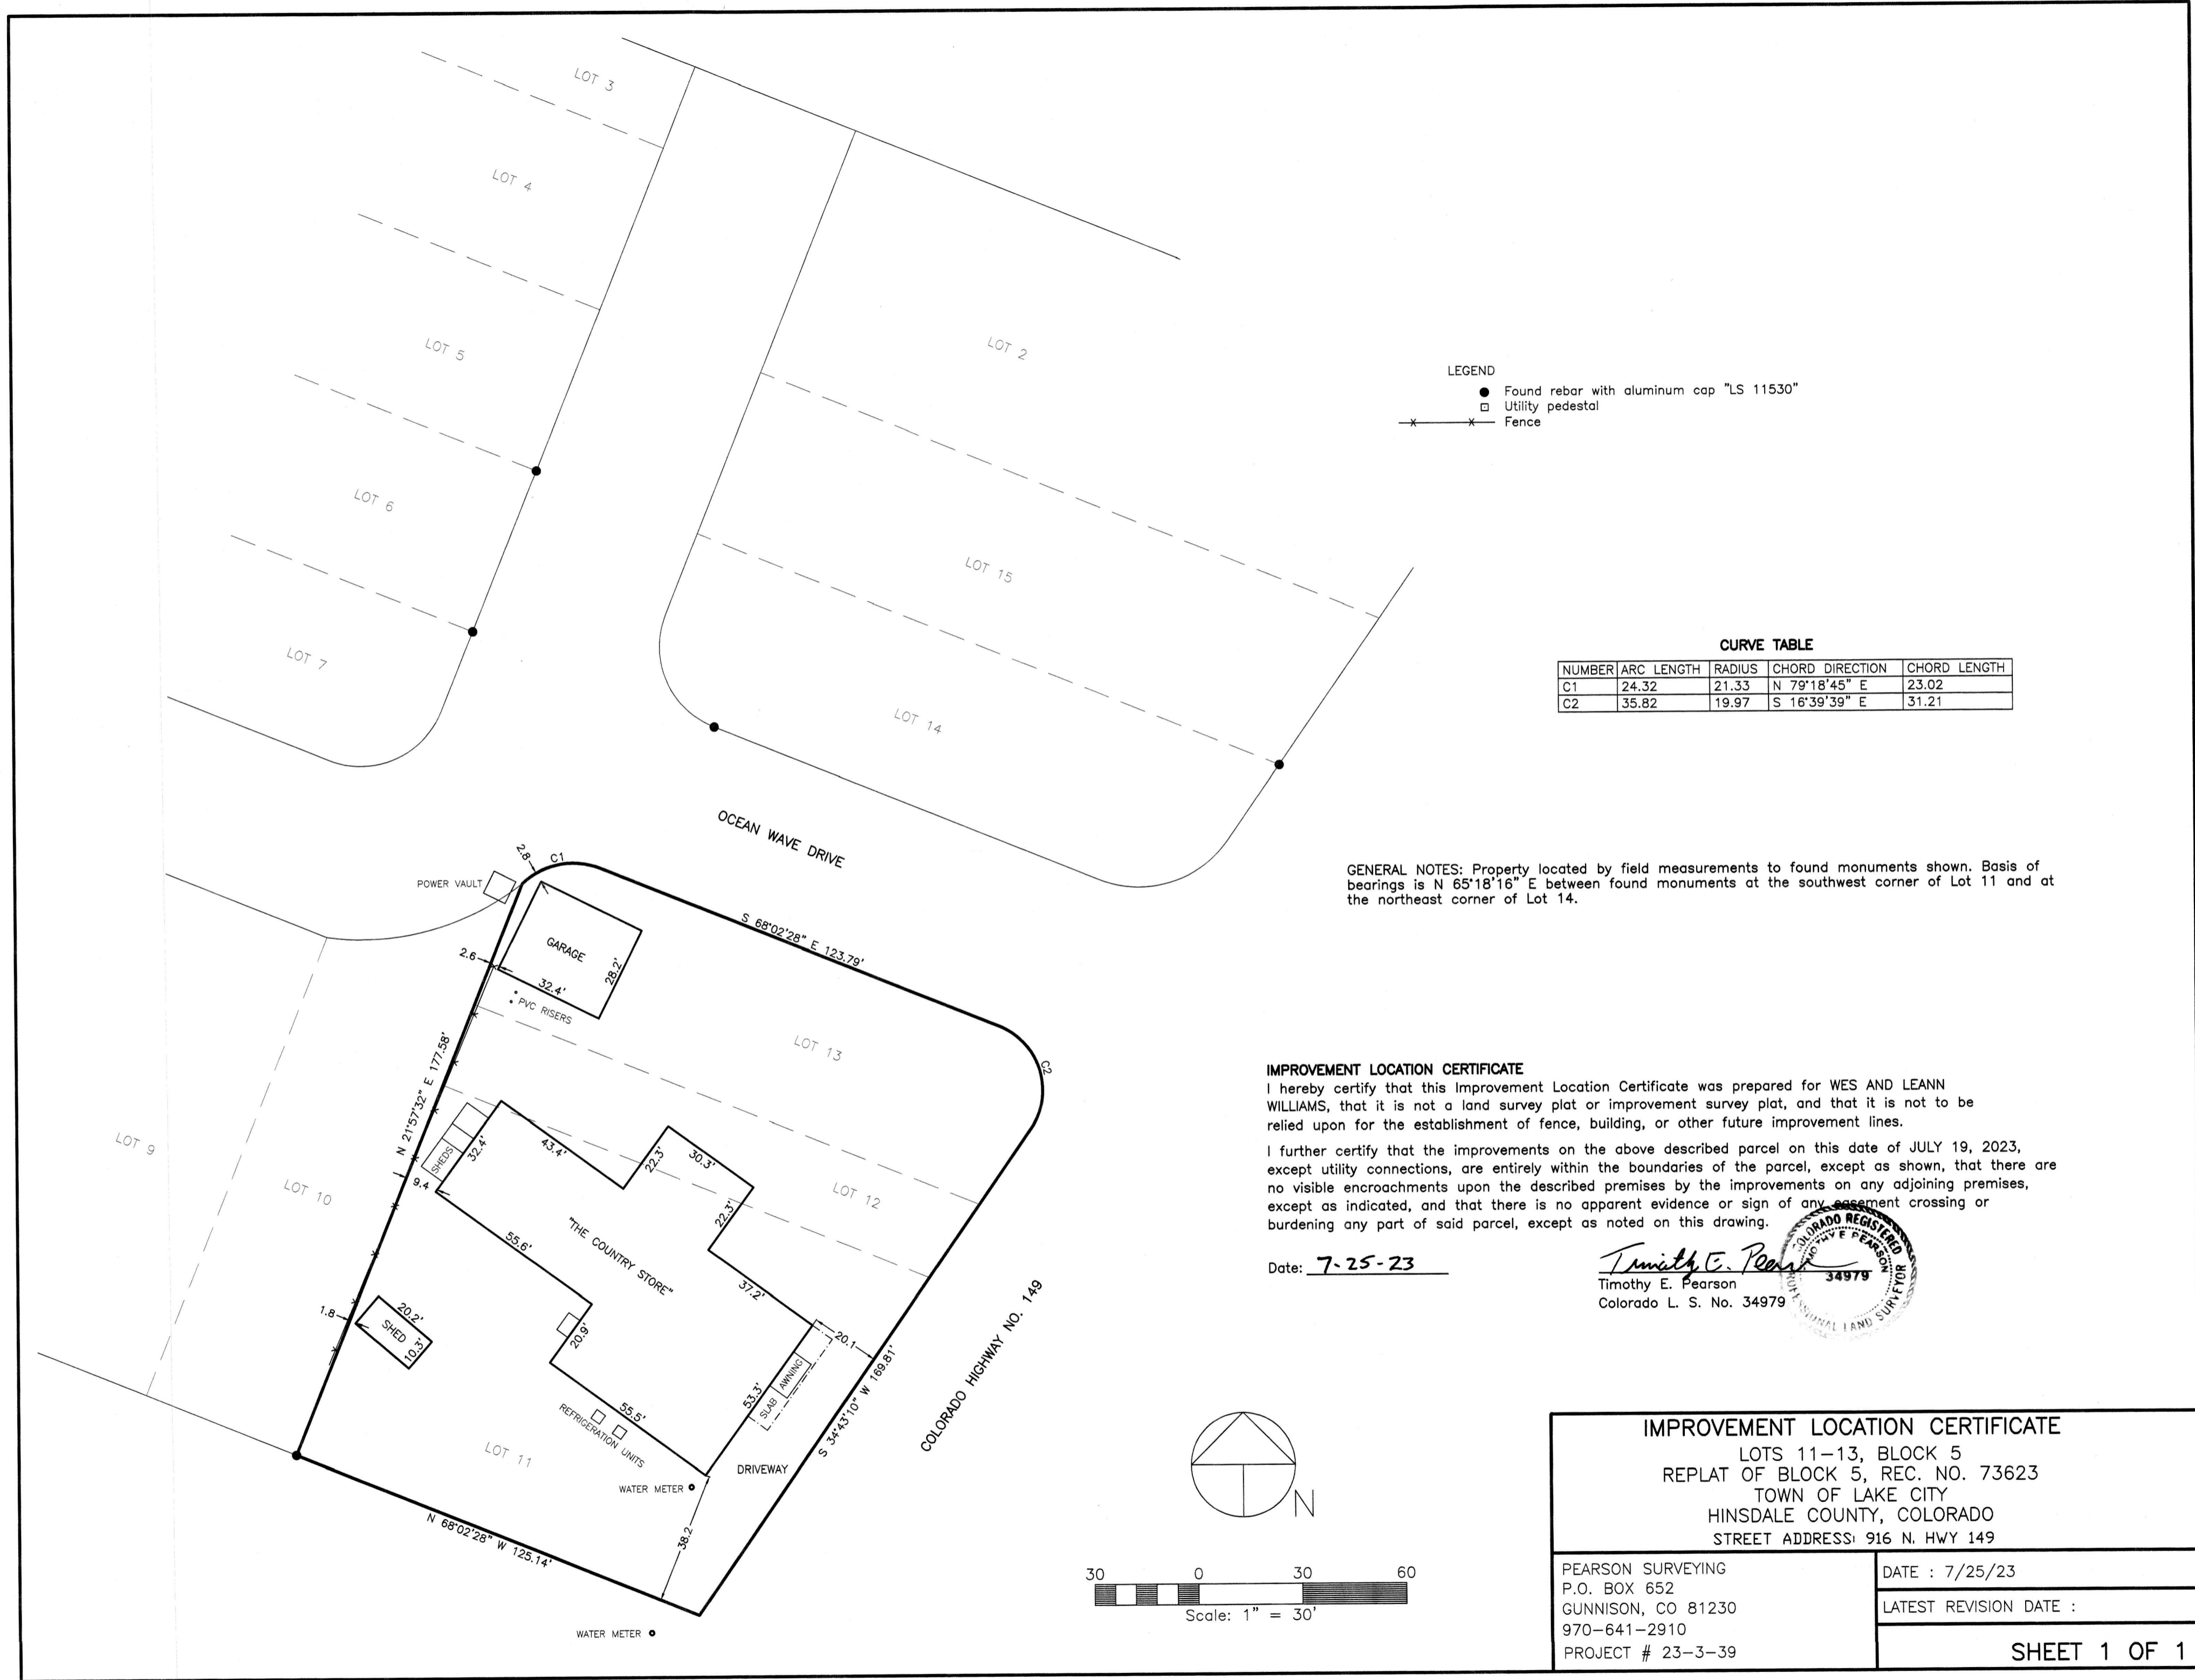 LOT 3
LOT 4
LOT 5
LOT 6
LOT 7
LOT 2
LOT 15
LOT 14
LEGEND
Found rebar with aluminum cap "LS 11530"
Utility pedestal
Fence
CURVE TABLE
NUMBER ARC LENGTH RADIUS CHORD DIRECTION CHORD LENGTH
C1 24.32 21.33 N 79°18'45" E 23.02
C2 35.82 19.97 S 16°39'39" E 31.21
OCEAN WAVE DRIVE
2.8
C1
POWER VAULT
S 68°02'28" E 123.79'
GARAGE
2.6
32.4'
28.2'
PVC RISERS
LOT 13
C2
N 21°57'32" E 177.58'
LOT 9
LOT 10
SHEDS
32.4'
9.4
43.4'
22.3'
30.3'
22.3'
LOT 12
55.6'
"THE COUNTRY STORE"
37.2'
1.8
20.2'
SHED
10.3'
20.9'
20.1
AWNING
SLAB
53.3'
S 34°43'10" W 169.81'
COLORADO HIGHWAY NO. 149
55.5'
REFRIGERATION UNITS
LOT 11
DRIVEWAY
WATER METER
38.2
N 68°02'28" W 125.14'
WATER METER
GENERAL NOTES: Property located by field measurements to found monuments shown. Basis of
bearings is N 65°18'16" E between found monuments at the southwest corner of Lot 11 and at
the northeast corner of Lot 14.
IMPROVEMENT LOCATION CERTIFICATE
I hereby certify that this Improvement Location Certificate was prepared for WES AND LEANN
WILLIAMS, that it is not a land survey plat or improvement survey plat, and that it is not to be
relied upon for the establishment of fence, building, or other future improvement lines.
I further certify that the improvements on the above described parcel on this date of JULY 19, 2023,
except utility connections, are entirely within the boundaries of the parcel, except as shown, that there are
no visible encroachments upon the described premises by the improvements on any adjoining premises,
except as indicated, and that there is no apparent evidence or sign of any easement crossing or
burdening any part of said parcel, except as noted on this drawing.
Date: 7-25-23
Timothy E. Pearson
Timothy E. Pearson
Colorado L. S. No. 34979
COLORADO REGISTERED
TIMOTHY E PEARSON
34979
PROFESSIONAL LAND SURVEYOR
N
30 0 30 60
Scale: 1" = 30'
IMPROVEMENT LOCATION CERTIFICATE
LOTS 11-13, BLOCK 5
REPLAT OF BLOCK 5, REC. NO. 73623
TOWN OF LAKE CITY
HINSDALE COUNTY, COLORADO
STREET ADDRESS: 916 N. HWY 149
PEARSON SURVEYING
P.O. BOX 652
GUNNISON, CO 81230
970-641-2910
PROJECT # 23-3-39
DATE : 7/25/23
LATEST REVISION DATE :
SHEET 1 OF 1